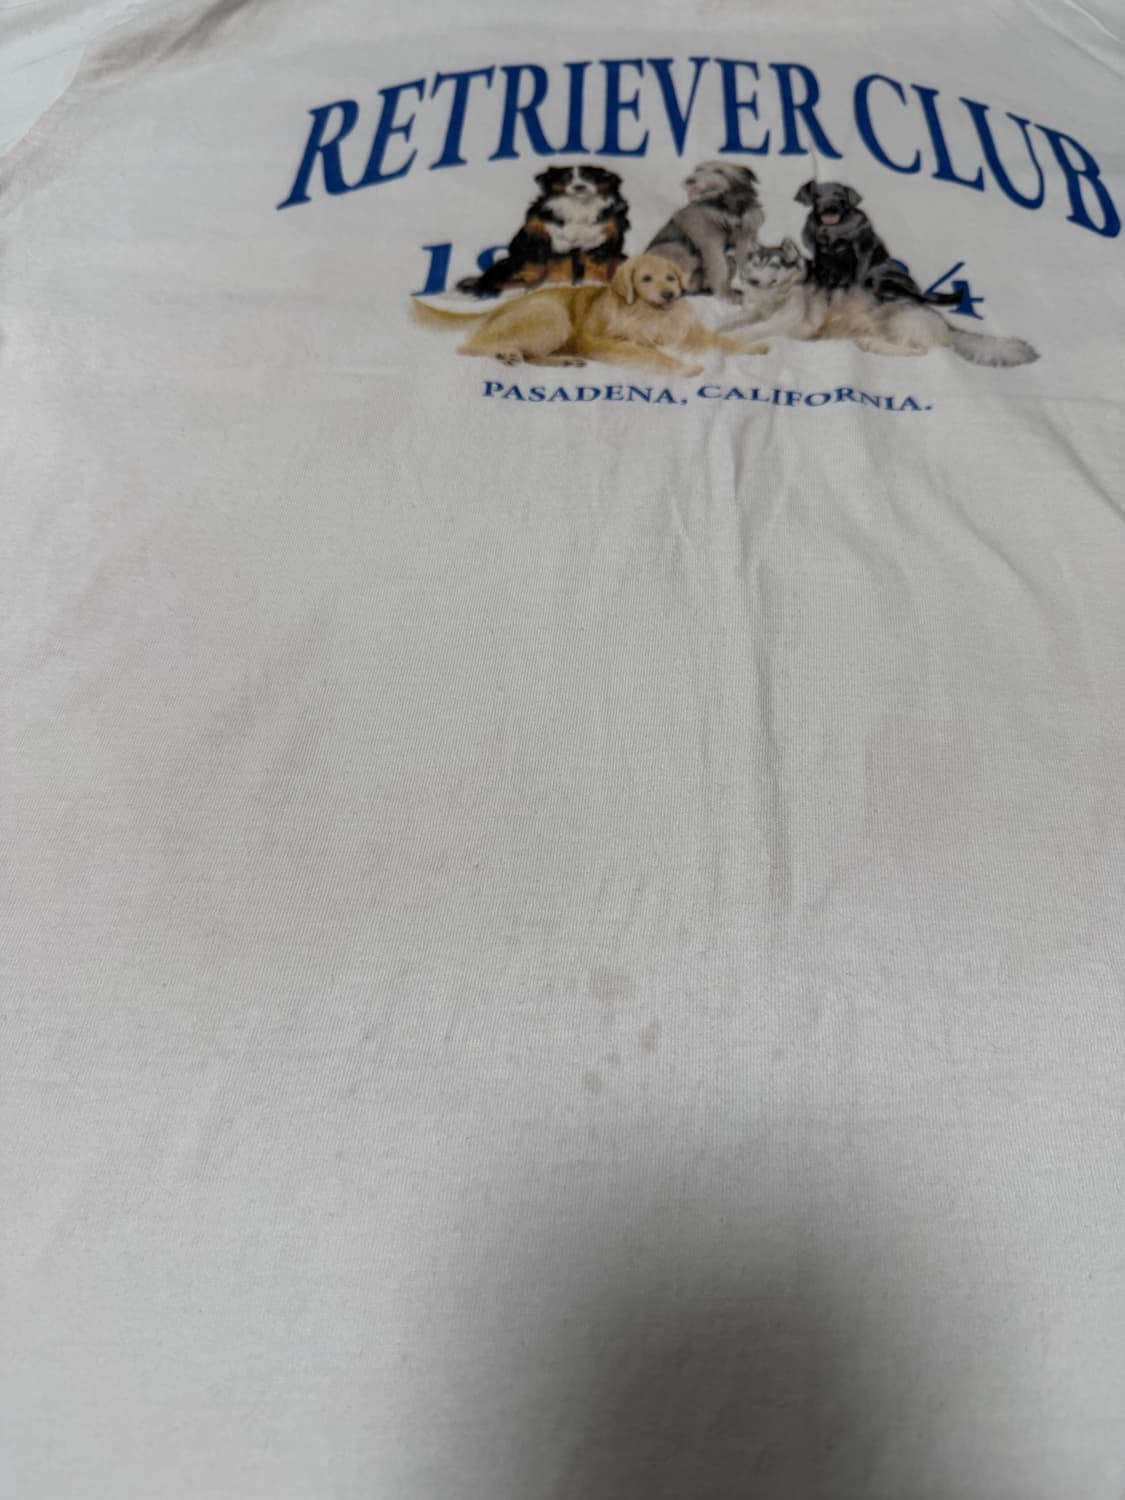 RETRIEVER CLUB
PASADENA, CALIFORNIA.